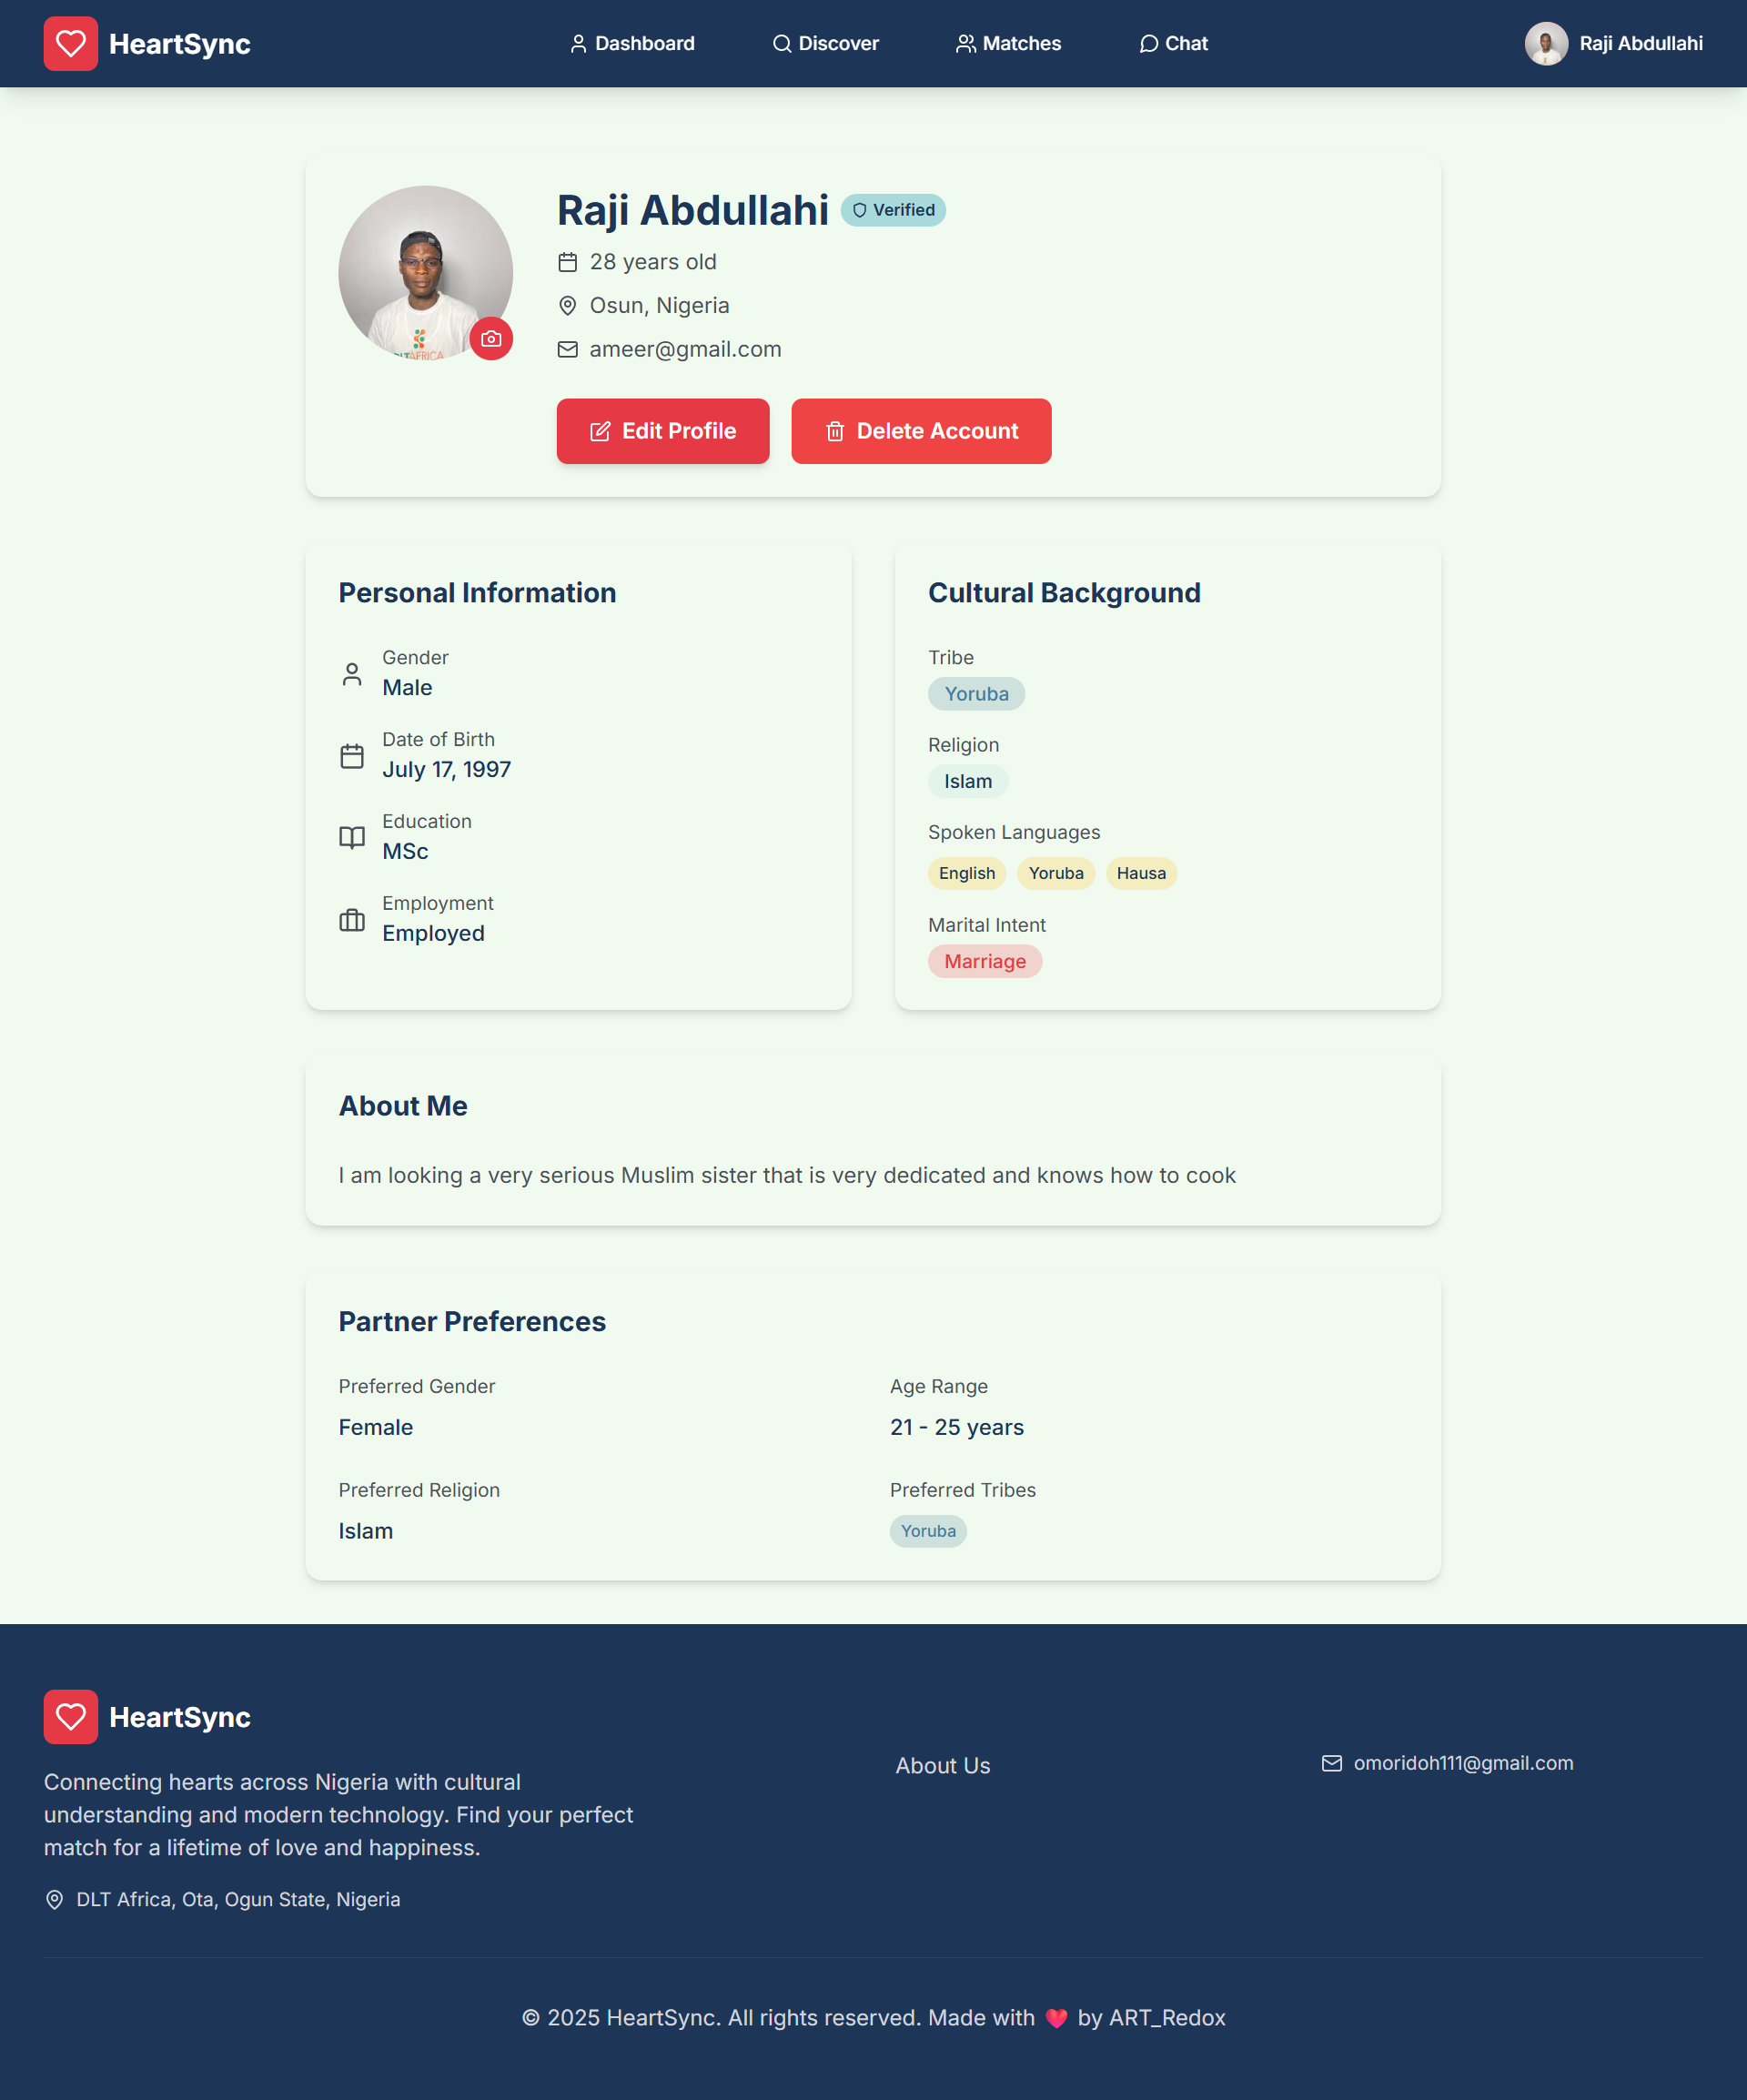 HeartSync
Dashboard
Discover
Matches
Chat
Raji Abdullahi
Raji Abdullahi
Verified
28 years old
Osun, Nigeria
ameer@gmail.com
Edit Profile
Delete Account
Personal Information
Gender
Male
Date of Birth
July 17, 1997
Education
MSc
Employment
Employed
Cultural Background
Tribe
Yoruba
Religion
Islam
Spoken Languages
English Yoruba Hausa
Marital Intent
Marriage
About Me
I am looking a very serious Muslim sister that is very dedicated and knows how to cook
Partner Preferences
Preferred Gender
Female
Age Range
21 - 25 years
Preferred Religion
Islam
Preferred Tribes
Yoruba
HeartSync
Connecting hearts across Nigeria with cultural
understanding and modern technology. Find your perfect
match for a lifetime of love and happiness.
DLT Africa, Ota, Ogun State, Nigeria
About Us
omoridoh111@gmail.com
© 2025 HeartSync. All rights reserved. Made with ❤️ by ART_Redox